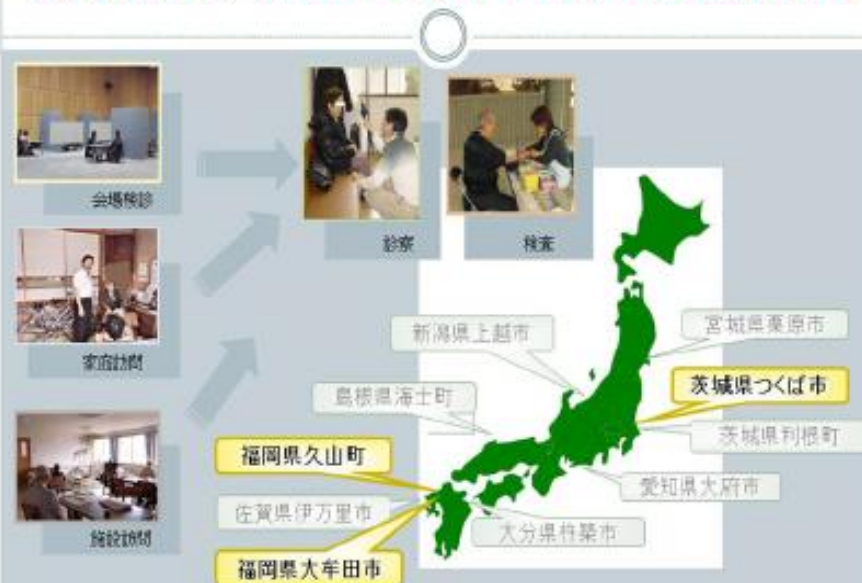 会場検診
診察
検査
家庭訪問
施設訪問
新潟県上越市
宮城県栗原市
島根県海士町
茨城県つくば市
茨城県利根町
福岡県久山町
愛知県大府市
佐賀県伊万里市
大分県杵築市
福岡県大牟田市